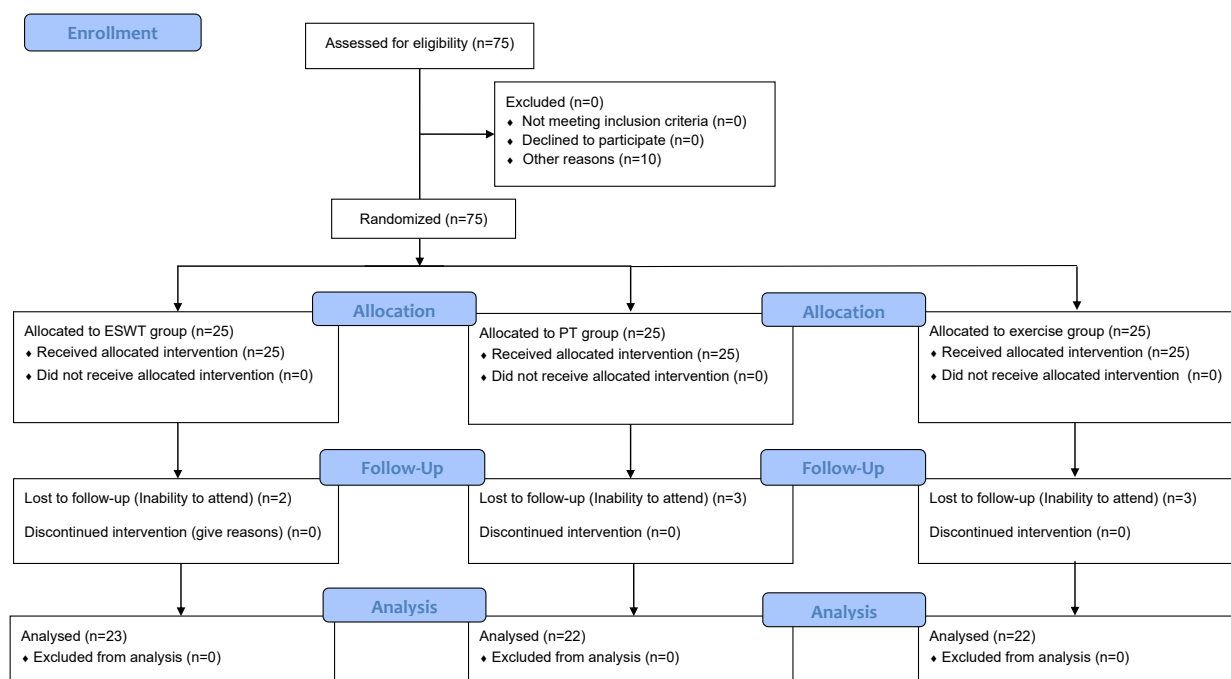 Enrollment
Assessed for eligibility (n=75)
Excluded (n=0)
♦ Not meeting inclusion criteria (n=0)
♦ Declined to participate (n=0)
♦ Other reasons (n=10)
Randomized (n=75)
Allocation
Allocation
Allocated to ESWT group (n=25)
♦ Received allocated intervention (n=25)
♦ Did not receive allocated intervention (n=0)
Allocated to PT group (n=25)
♦ Received allocated intervention (n=25)
♦ Did not receive allocated intervention (n=0)
Allocated to exercise group (n=25)
♦ Received allocated intervention (n=25)
♦ Did not receive allocated intervention (n=0)
Follow-Up
Follow-Up
Lost to follow-up (Inability to attend) (n=2)
Discontinued intervention (give reasons) (n=0)
Lost to follow-up (Inability to attend) (n=3)
Discontinued intervention (n=0)
Lost to follow-up (Inability to attend) (n=3)
Discontinued intervention (n=0)
Analysis
Analysis
Analysed (n=23)
♦ Excluded from analysis (n=0)
Analysed (n=22)
♦ Excluded from analysis (n=0)
Analysed (n=22)
♦ Excluded from analysis (n=0)